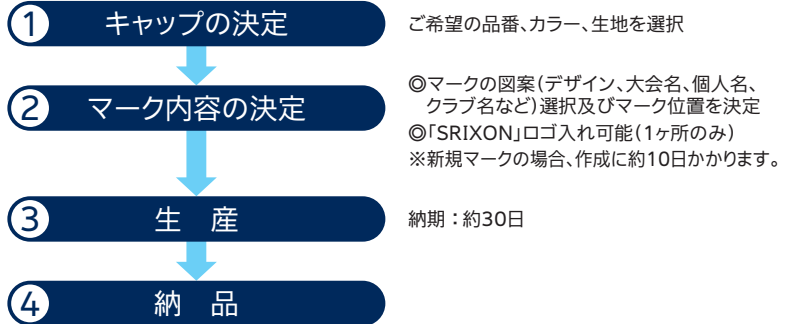 ① キャップの決定
ご希望の品番、カラー、生地を選択
② マーク内容の決定
◎マークの図案(デザイン、大会名、個人名、
クラブ名など)選択及びマーク位置を決定
◎「SRIXON」ロゴ入れ可能(1ヶ所のみ)
※新規マークの場合、作成に約10日かかります。
③ 生　産
納期：約30日
④ 納　品